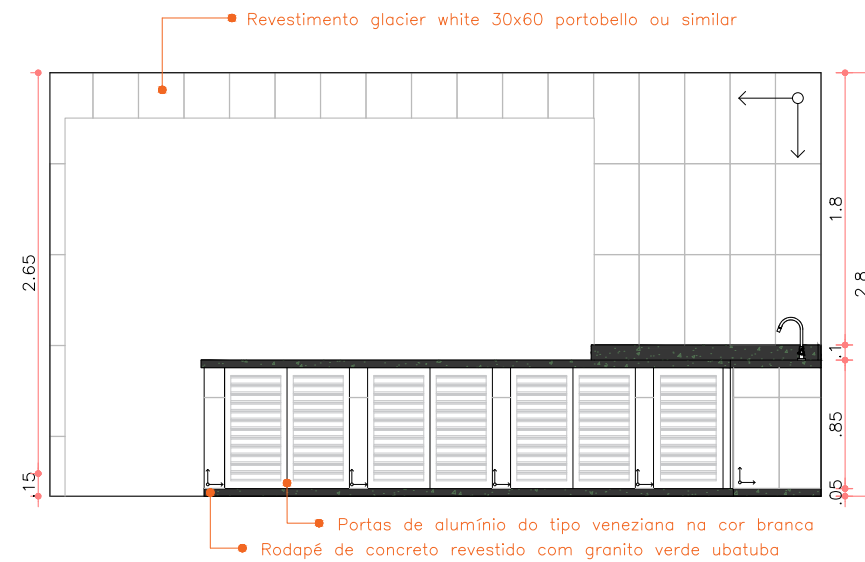 Revestimento glacier white 30x60 portobello ou similar
2.65
.15
1.8
2.8
.1
.85
.05
Portas de alumínio do tipo veneziana na cor branca
Rodapé de concreto revestido com granito verde ubatuba